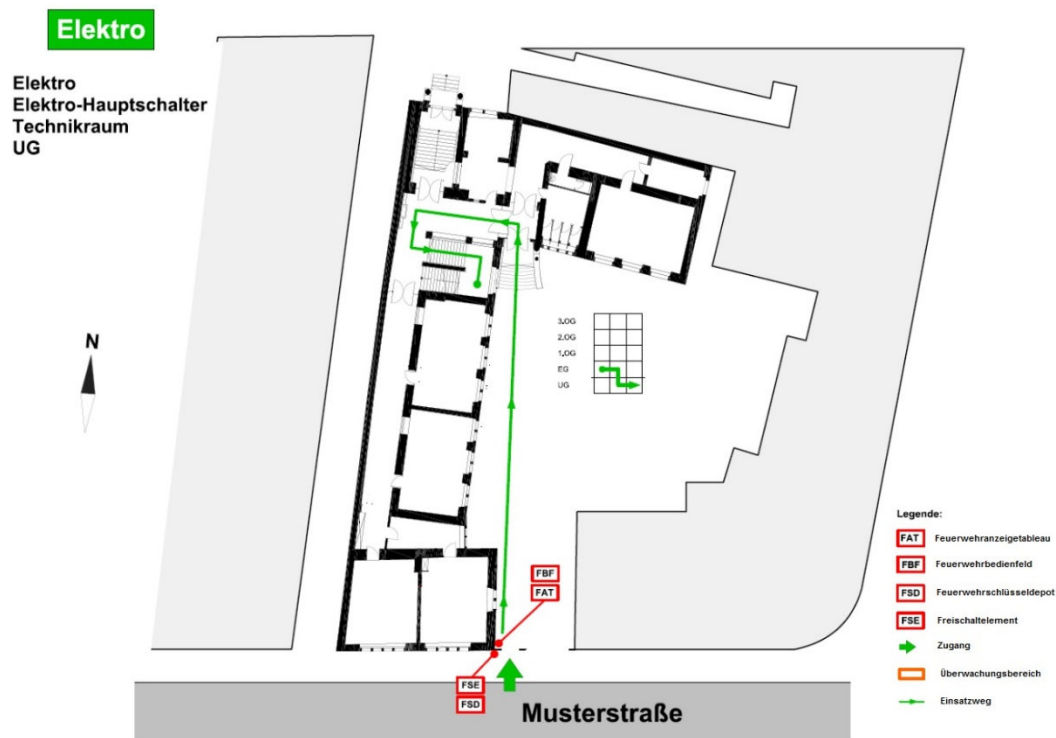 Elektro
Elektro
Elektro-Hauptschalter
Technikraum
UG
N
3.OG
2.OG
1.OG
EG
UG
FBF
FAT
FSE
FSD
Musterstraße
Legende:
FAT Feuerwehranzeigetableau
FBF Feuerwehrbedienfeld
FSD Feuerwehrschlüsseldepot
FSE Freischaltelement
Zugang
Überwachungsbereich
Einsatzweg